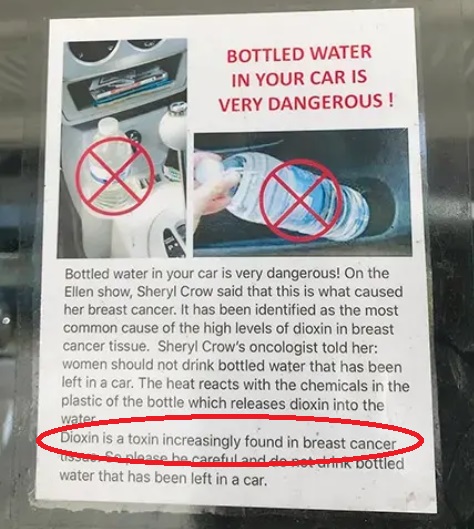 BOTTLED WATER
IN YOUR CAR IS
VERY DANGEROUS !
Bottled water in your car is very dangerous! On the
Ellen show, Sheryl Crow said that this is what caused
her breast cancer. It has been identified as the most
common cause of the high levels of dioxin in breast
cancer tissue. Sheryl Crow's oncologist told her:
women should not drink bottled water that has been
left in a car. The heat reacts with the chemicals in the
plastic of the bottle which releases dioxin into the
water.
Dioxin is a toxin increasingly found in breast cancer
tissue. So please be careful and do not drink bottled
water that has been left in a car.